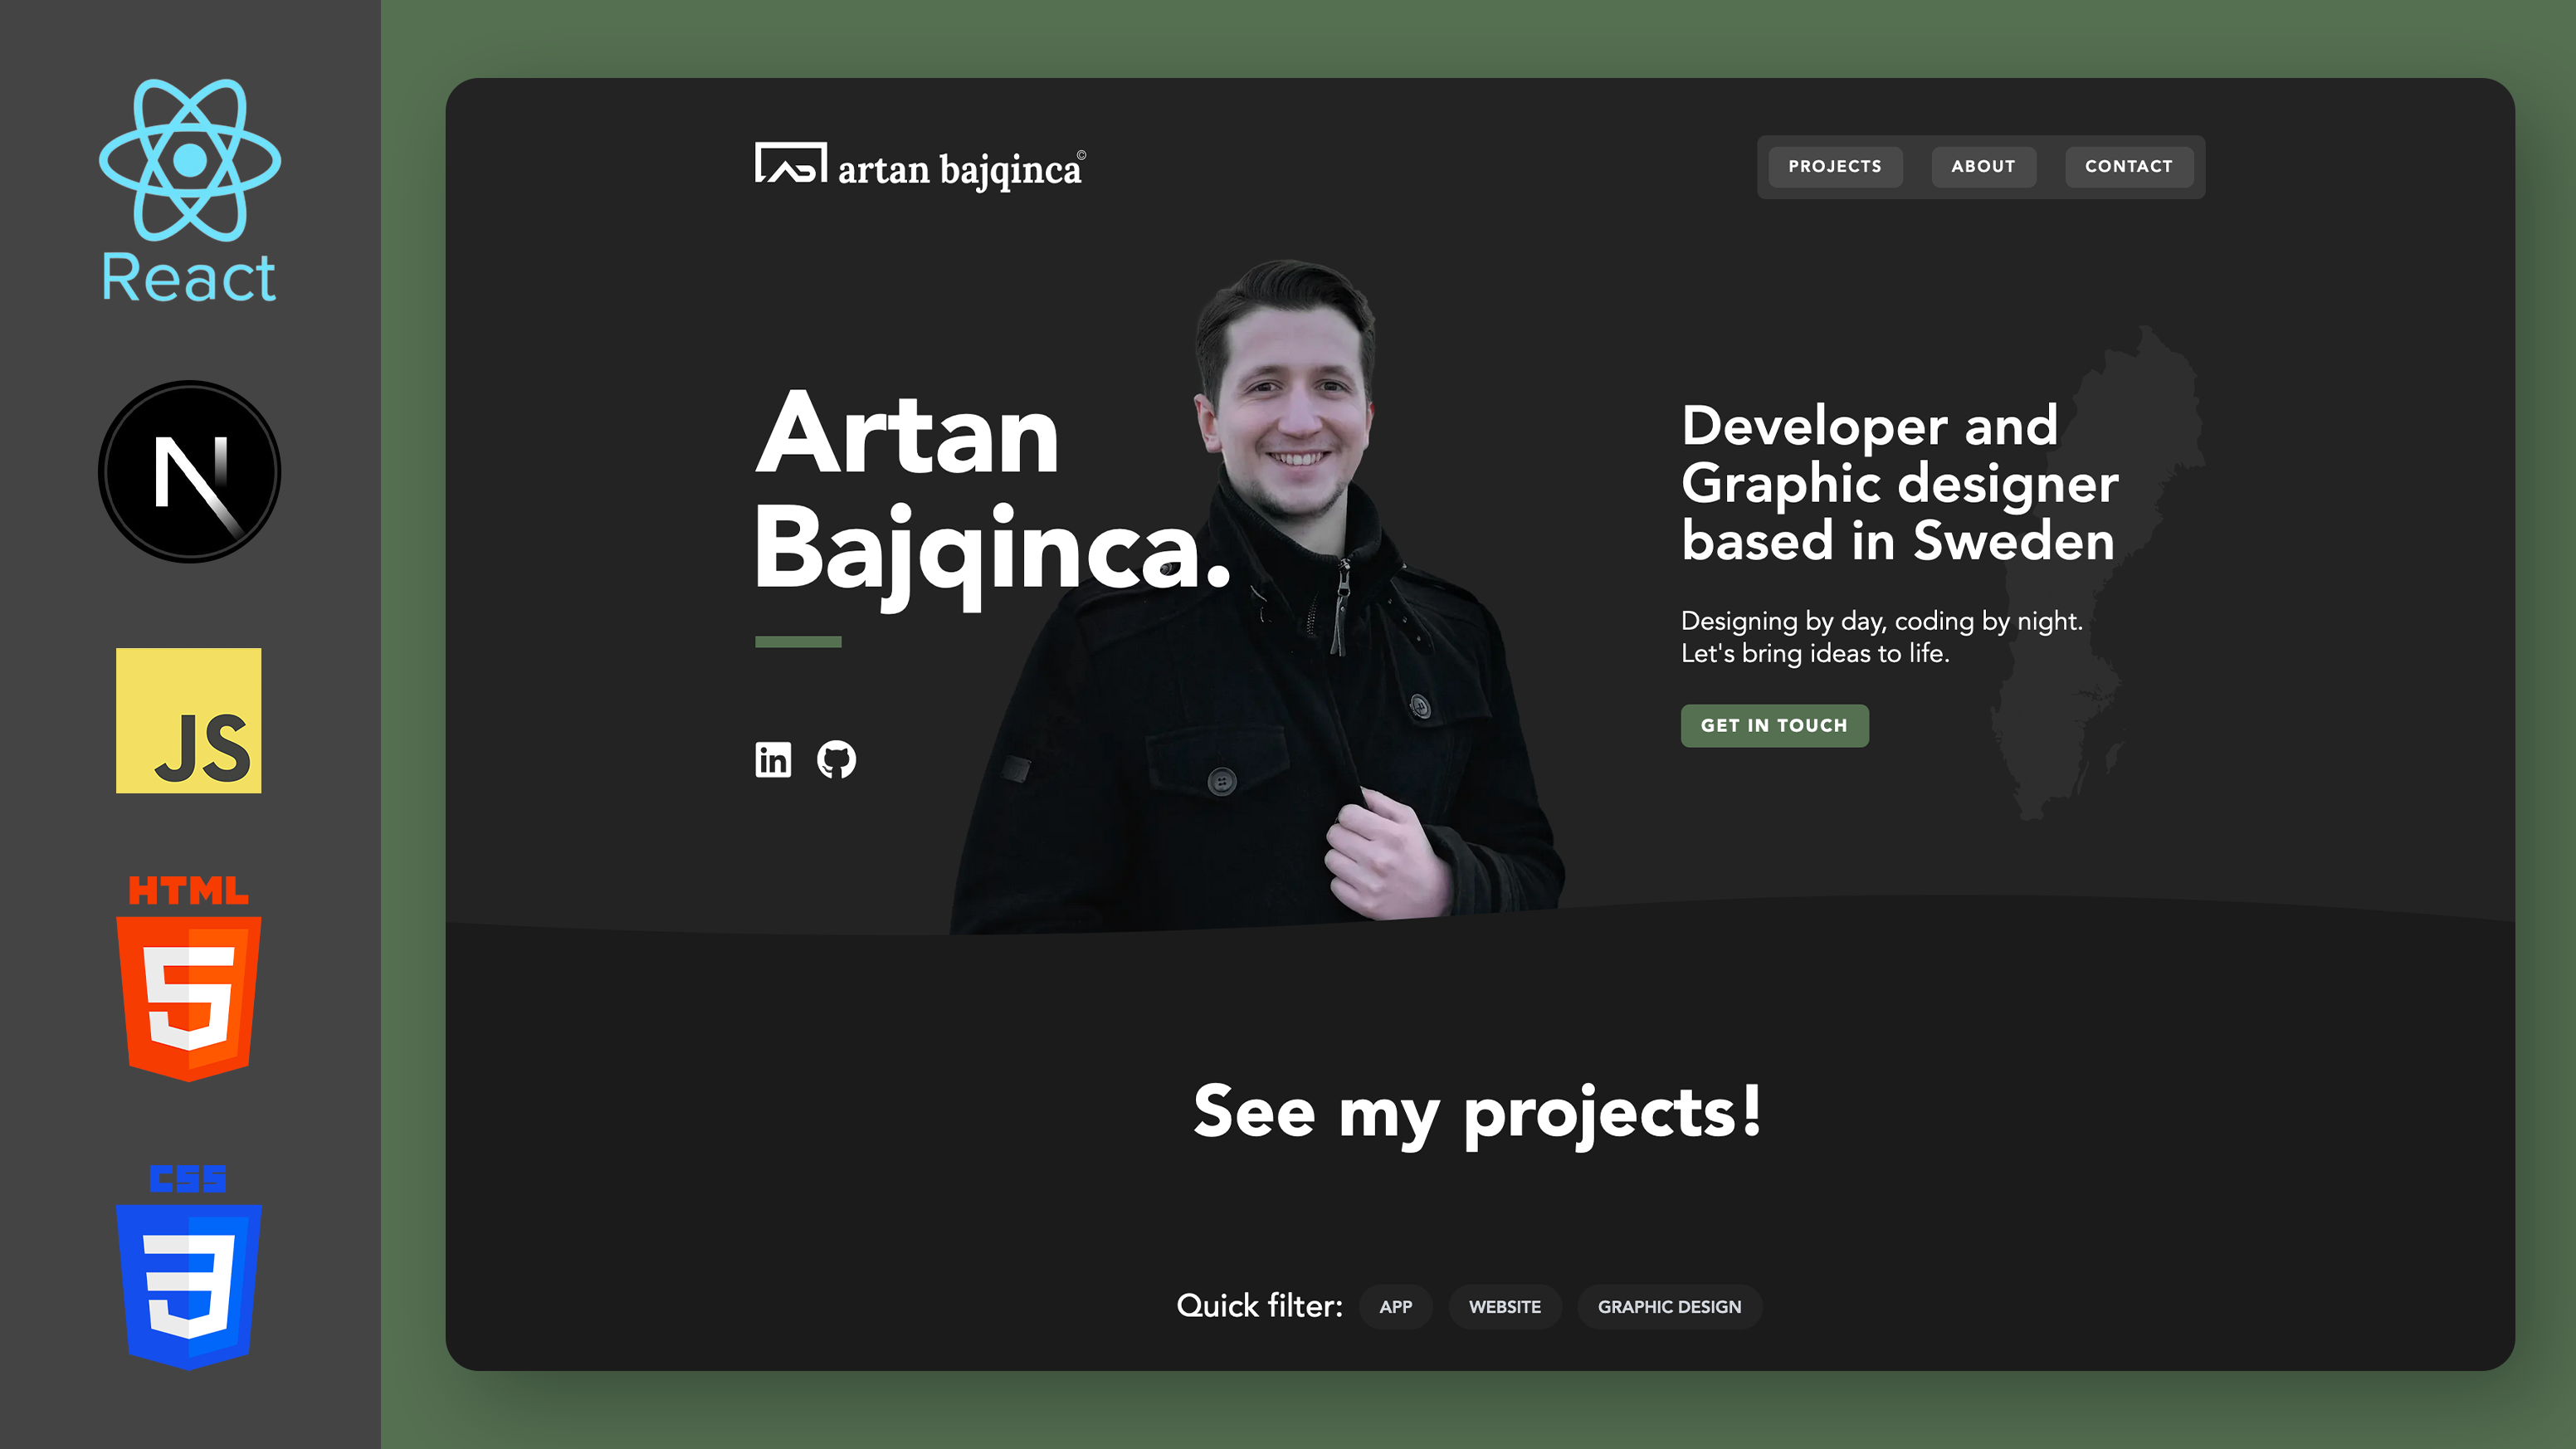 React
N
JS
HTML
5
CSS
3
artan bajqinca©
PROJECTS
ABOUT
CONTACT
Artan
Bajqinca.
in
Developer and
Graphic designer
based in Sweden
Designing by day, coding by night.
Let's bring ideas to life.
GET IN TOUCH
See my projects!
Quick filter:
APP
WEBSITE
GRAPHIC DESIGN